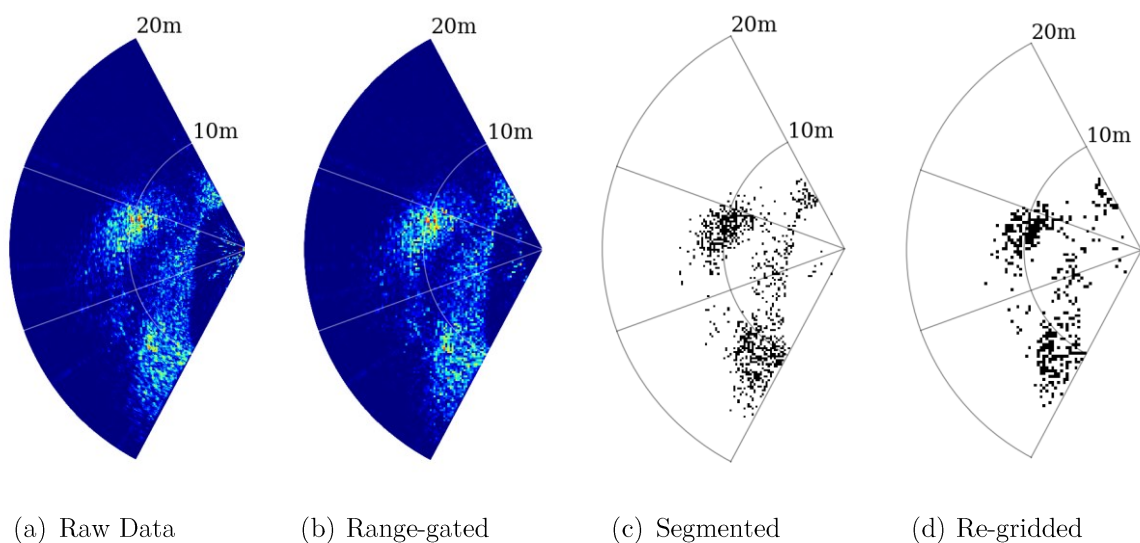 20m
10m
20m
10m
20m
10m
20m
10m
(a) Raw Data
(b) Range-gated
(c) Segmented
(d) Re-gridded